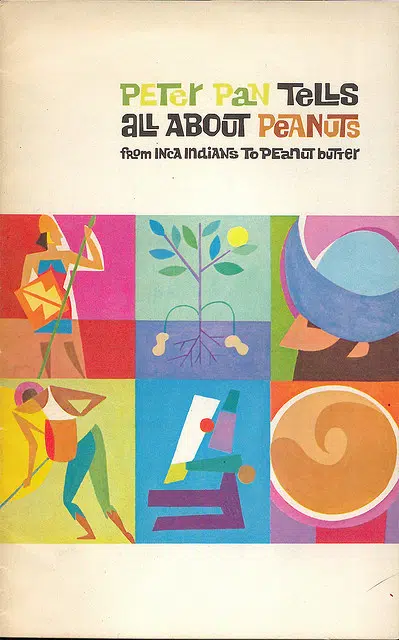 PETER PAN TELLS
ALL ABOUT PEANUTS
FROM INCA INDIANS TO PEANUT BUTTER